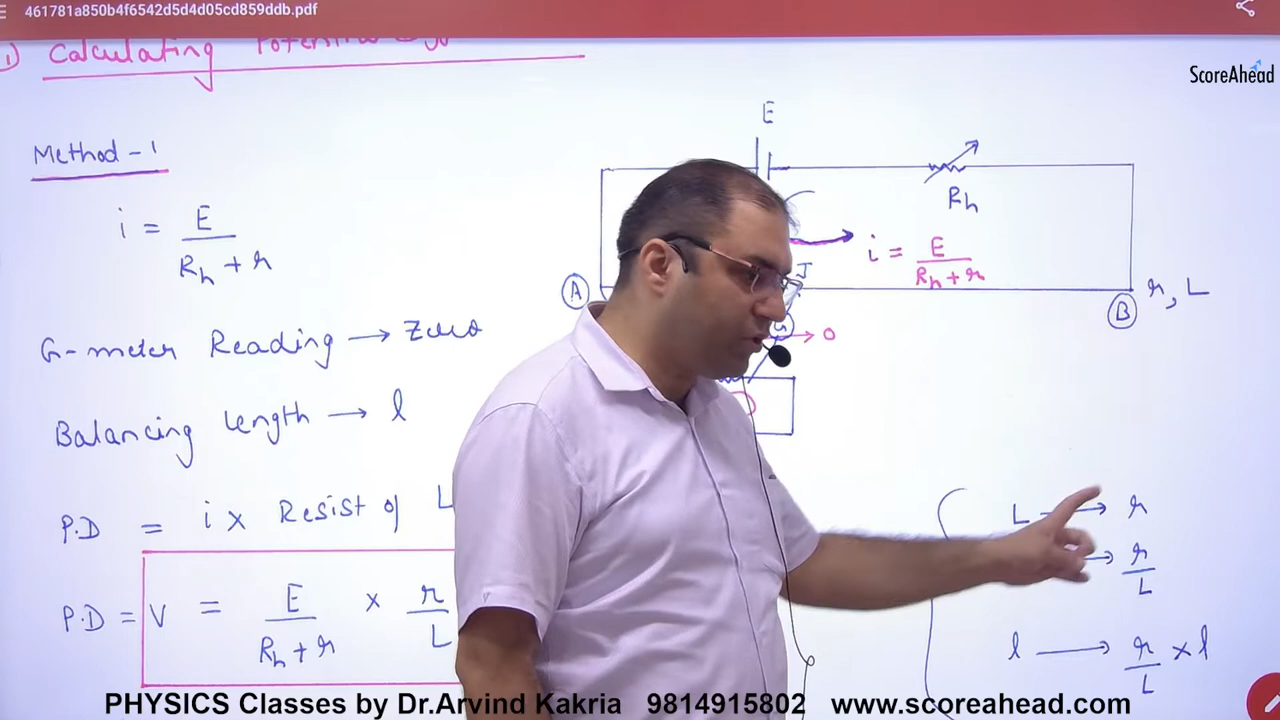 461781a850b4f6542d5d4d05cd859ddb.pdf
ScoreAhead
1) Calculating
Method - 1
i = E / (Rh + r)
G-meter Reading → Zero
Balancing length → l
P.D = i × Resist of L
P.D = V = E / (Rh + r) × r / L
E
Rh
i = E / (Rh + r)
J
A
B
r, L
G → 0
L → r
→ r / L
l → r / L × l
PHYSICS Classes by Dr.Arvind Kakria 9814915802 www.scoreahead.com